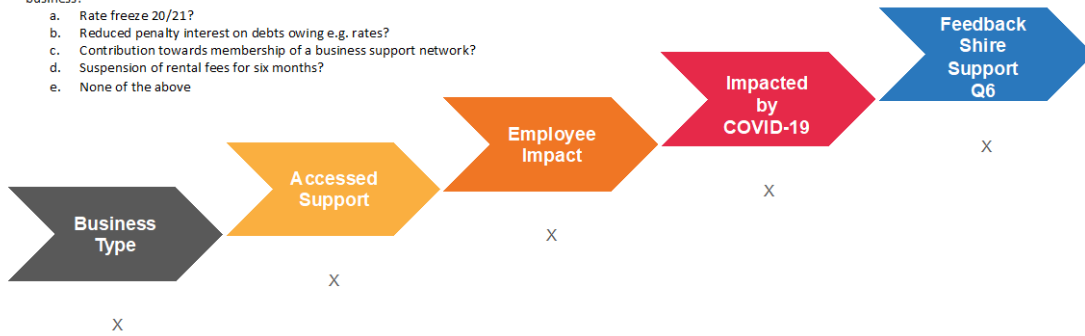 business?
a. Rate freeze 20/21?
b. Reduced penalty interest on debts owing e.g. rates?
c. Contribution towards membership of a business support network?
d. Suspension of rental fees for six months?
e. None of the above
Feedback
Shire
Support
Q6
X
Impacted
by
COVID-19
X
Employee
Impact
X
Accessed
Support
X
Business
Type
X